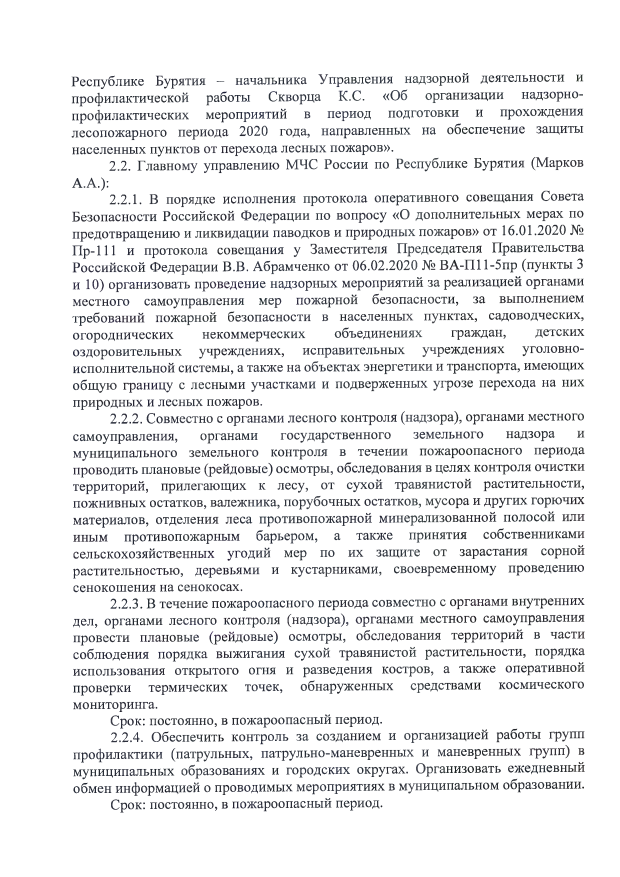 Республике Бурятия – начальника Управления надзорной деятельности и
профилактической работы Скворца К.С. «Об организации надзорно-
профилактических мероприятий в период подготовки и прохождения
лесопожарного периода 2020 года, направленных на обеспечение защиты
населенных пунктов от перехода лесных пожаров».
2.2. Главному управлению МЧС России по Республике Бурятия (Марков
А.А.):
2.2.1. В порядке исполнения протокола оперативного совещания Совета
Безопасности Российской Федерации по вопросу «О дополнительных мерах по
предотвращению и ликвидации паводков и природных пожаров» от 16.01.2020 №
Пр-111 и протокола совещания у Заместителя Председателя Правительства
Российской Федерации В.В. Абрамченко от 06.02.2020 № ВА-П11-5пр (пункты 3
и 10) организовать проведение надзорных мероприятий за реализацией органами
местного самоуправления мер пожарной безопасности, за выполнением
требований пожарной безопасности в населенных пунктах, садоводческих,
огороднических некоммерческих объединениях граждан, детских
оздоровительных учреждениях, исправительных учреждениях уголовно-
исполнительной системы, а также на объектах энергетики и транспорта, имеющих
общую границу с лесными участками и подверженных угрозе перехода на них
природных и лесных пожаров.
2.2.2. Совместно с органами лесного контроля (надзора), органами местного
самоуправления, органами государственного земельного надзора и
муниципального земельного контроля в течении пожароопасного периода
проводить плановые (рейдовые) осмотры, обследования в целях контроля очистки
территорий, прилегающих к лесу, от сухой травянистой растительности,
пожнивных остатков, валежника, порубочных остатков, мусора и других горючих
материалов, отделения леса противопожарной минерализованной полосой или
иным противопожарным барьером, а также принятия собственниками
сельскохозяйственных угодий мер по их защите от зарастания сорной
растительностью, деревьями и кустарниками, своевременному проведению
сенокошения на сенокосах.
2.2.3. В течение пожароопасного периода совместно с органами внутренних
дел, органами лесного контроля (надзора), органами местного самоуправления
провести плановые (рейдовые) осмотры, обследования территорий в части
соблюдения порядка выжигания сухой травянистой растительности, порядка
использования открытого огня и разведения костров, а также оперативной
проверки термических точек, обнаруженных средствами космического
мониторинга.
Срок: постоянно, в пожароопасный период.
2.2.4. Обеспечить контроль за созданием и организацией работы групп
профилактики (патрульных, патрульно-маневренных и маневренных групп) в
муниципальных образованиях и городских округах. Организовать ежедневный
обмен информацией о проводимых мероприятиях в муниципальном образовании.
Срок: постоянно, в пожароопасный период.